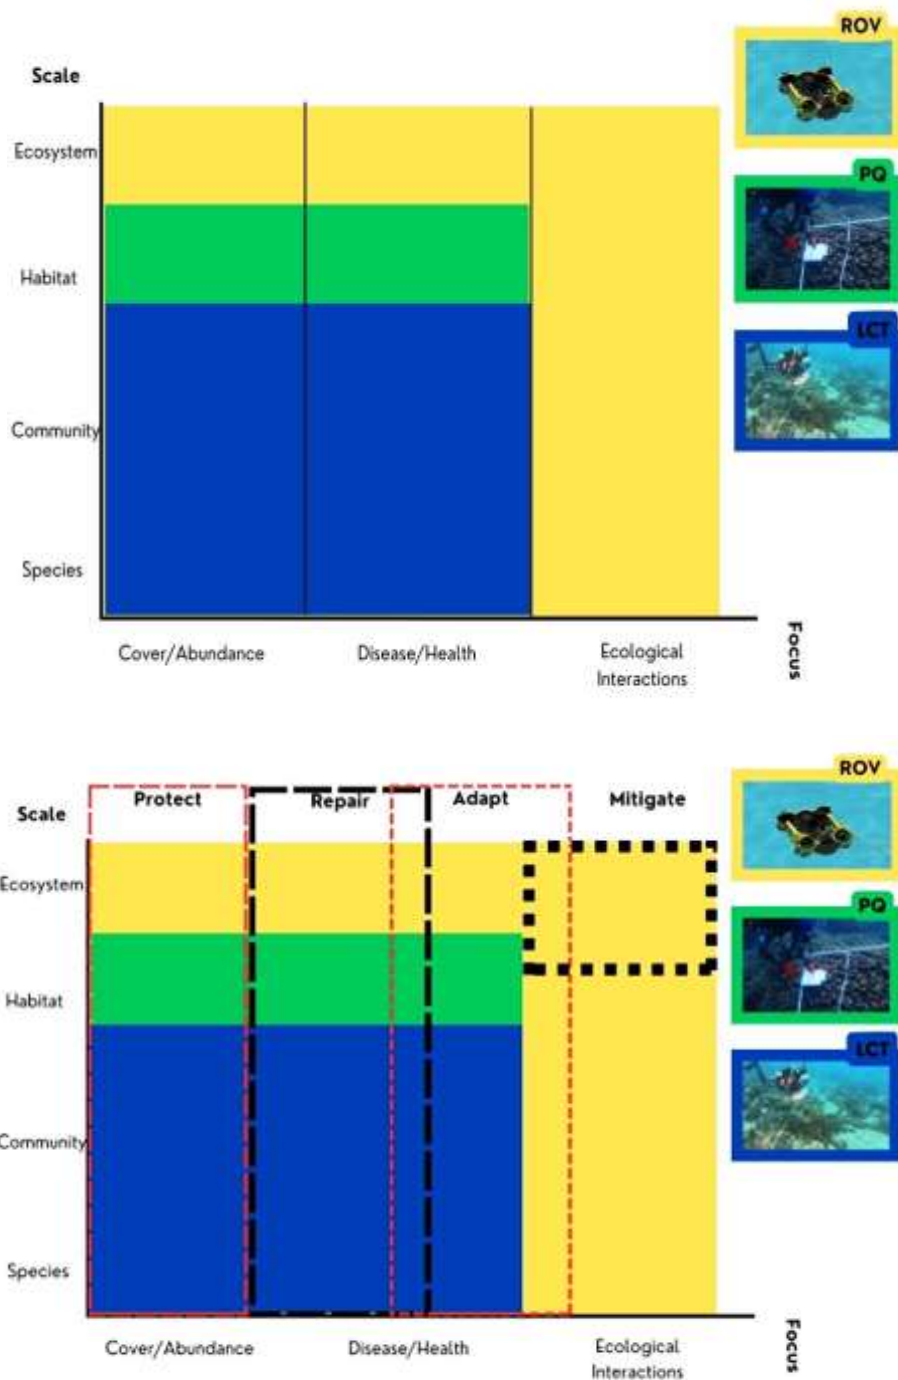 ROV
Scale
Ecosystem
PQ
Habitat
LCT
Community
Species
Cover/Abundance
Disease/Health
Ecological
Interactions
Focus
ROV
Protect
Repair
Adapt
Mitigate
Scale
Ecosystem
PQ
Habitat
LCT
Community
Species
Cover/Abundance
Disease/Health
Ecological
Interactions
Focus